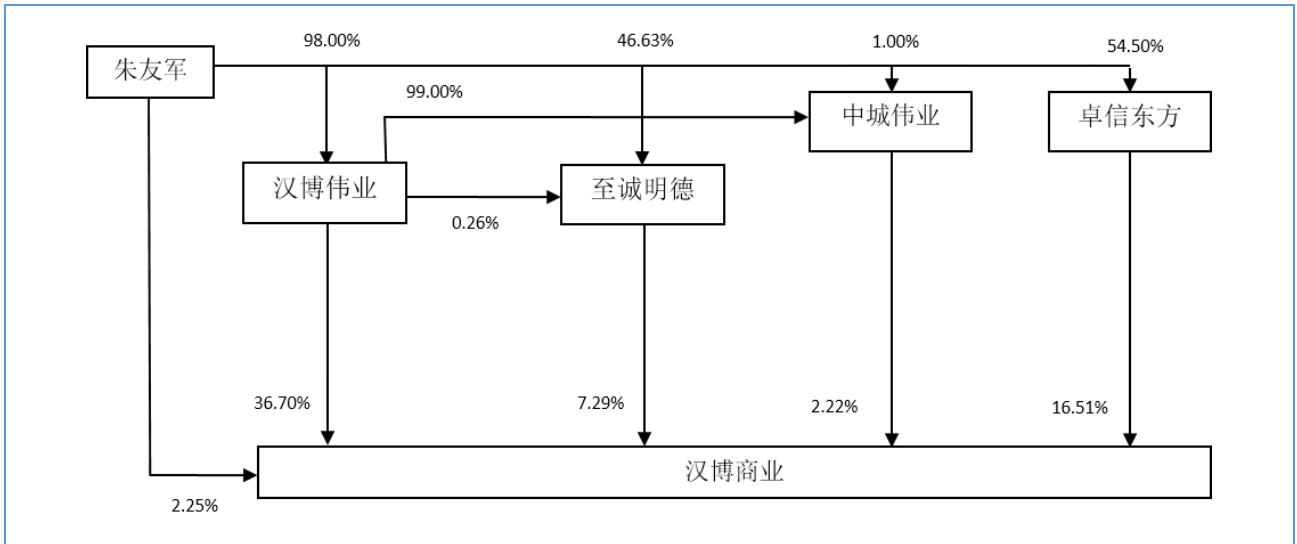 98.00%
46.63%
1.00%
54.50%
朱友军
99.00%
中城伟业
卓信东方
汉博伟业
至诚明德
0.26%
36.70%
7.29%
2.22%
16.51%
汉博商业
2.25%